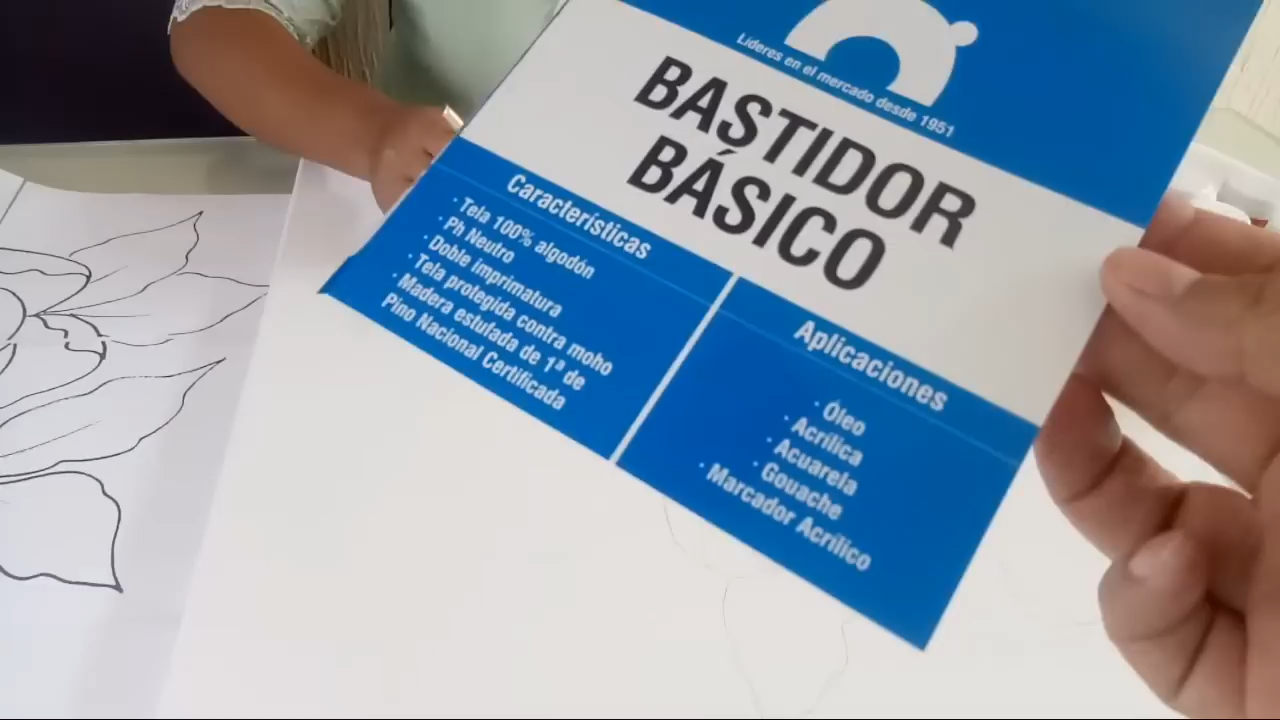 Líderes en el mercado desde 1951
BASTIDOR
BÁSICO
Características
· Tela 100% algodón
· Ph Neutro
· Doble imprimatura
· Tela protegida contra moho
· Madera estufada de 1ª de
Pino Nacional Certificada
Aplicaciones
· Óleo
· Acrílica
· Acuarela
· Gouache
· Marcador Acrílico